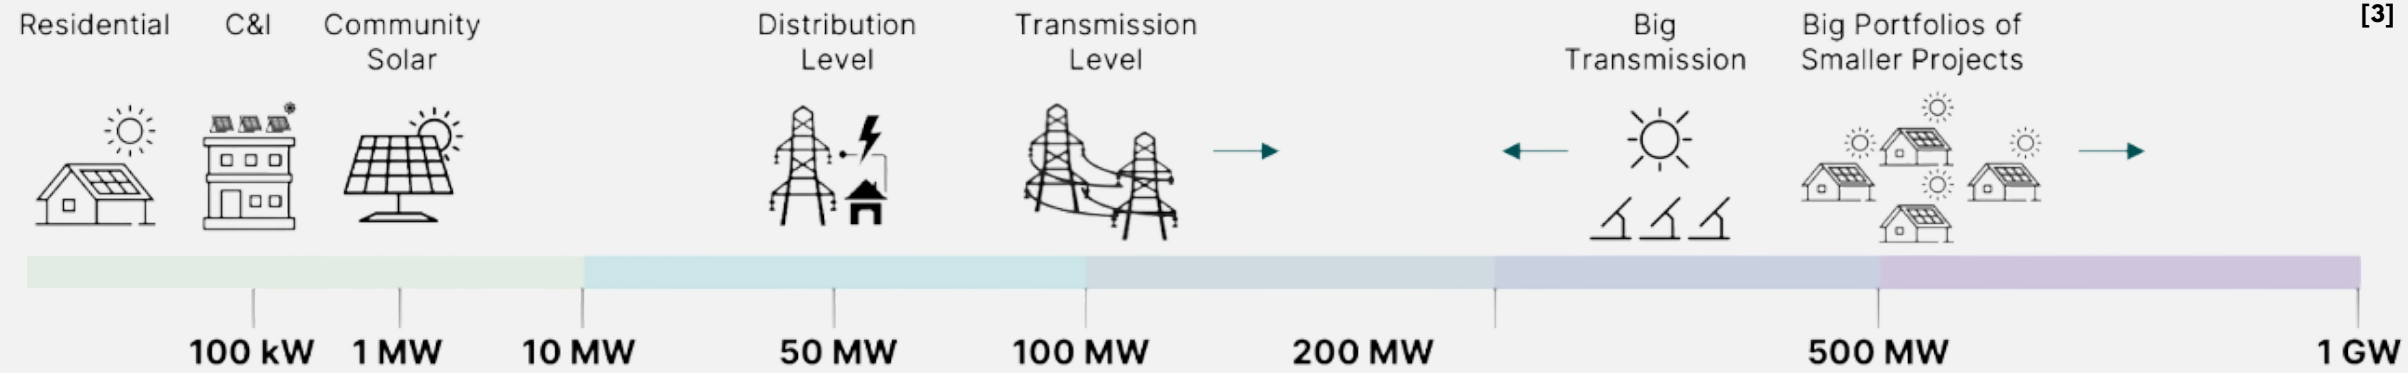 Residential
C&I
Community
Solar
Distribution
Level
Transmission
Level
Big
Transmission
Big Portfolios of
Smaller Projects
[3]
100 kW
1 MW
10 MW
50 MW
100 MW
200 MW
500 MW
1 GW